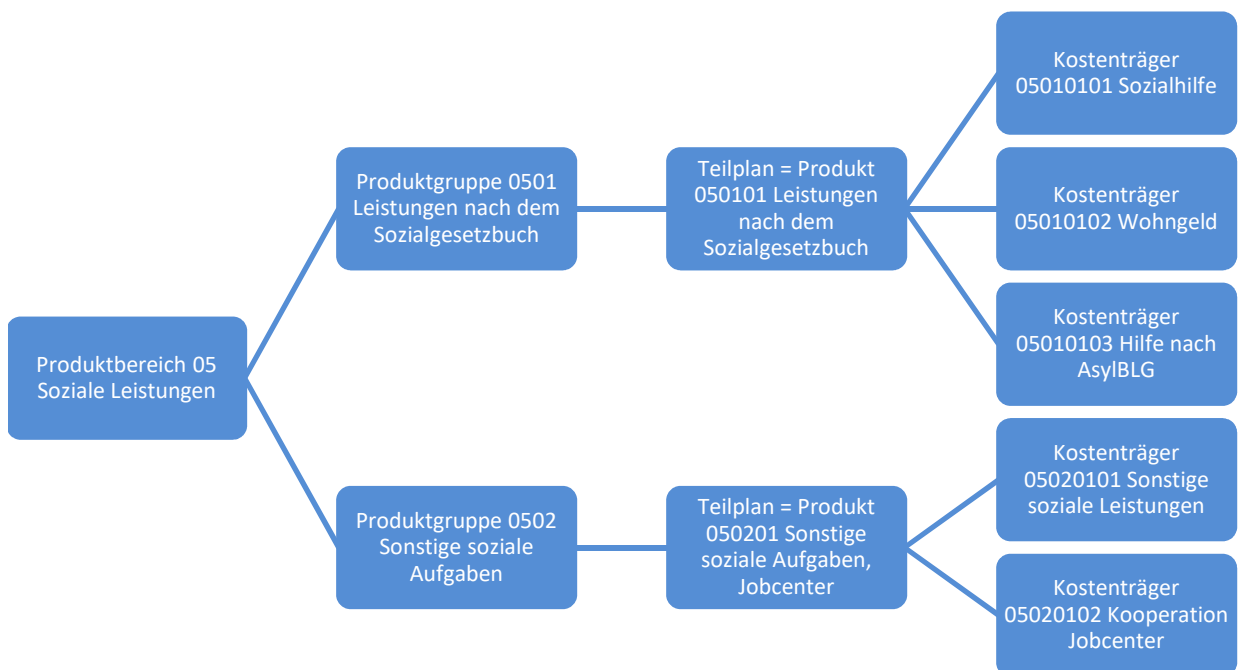 Produktbereich 05
Soziale Leistungen
Produktgruppe 0501
Leistungen nach dem
Sozialgesetzbuch
Teilplan = Produkt
050101 Leistungen
nach dem
Sozialgesetzbuch
Kostenträger
05010101 Sozialhilfe
Kostenträger
05010102 Wohngeld
Kostenträger
05010103 Hilfe nach
AsylBLG
Produktgruppe 0502
Sonstige soziale
Aufgaben
Teilplan = Produkt
050201 Sonstige
soziale Aufgaben,
Jobcenter
Kostenträger
05020101 Sonstige
soziale Leistungen
Kostenträger
05020102 Kooperation
Jobcenter